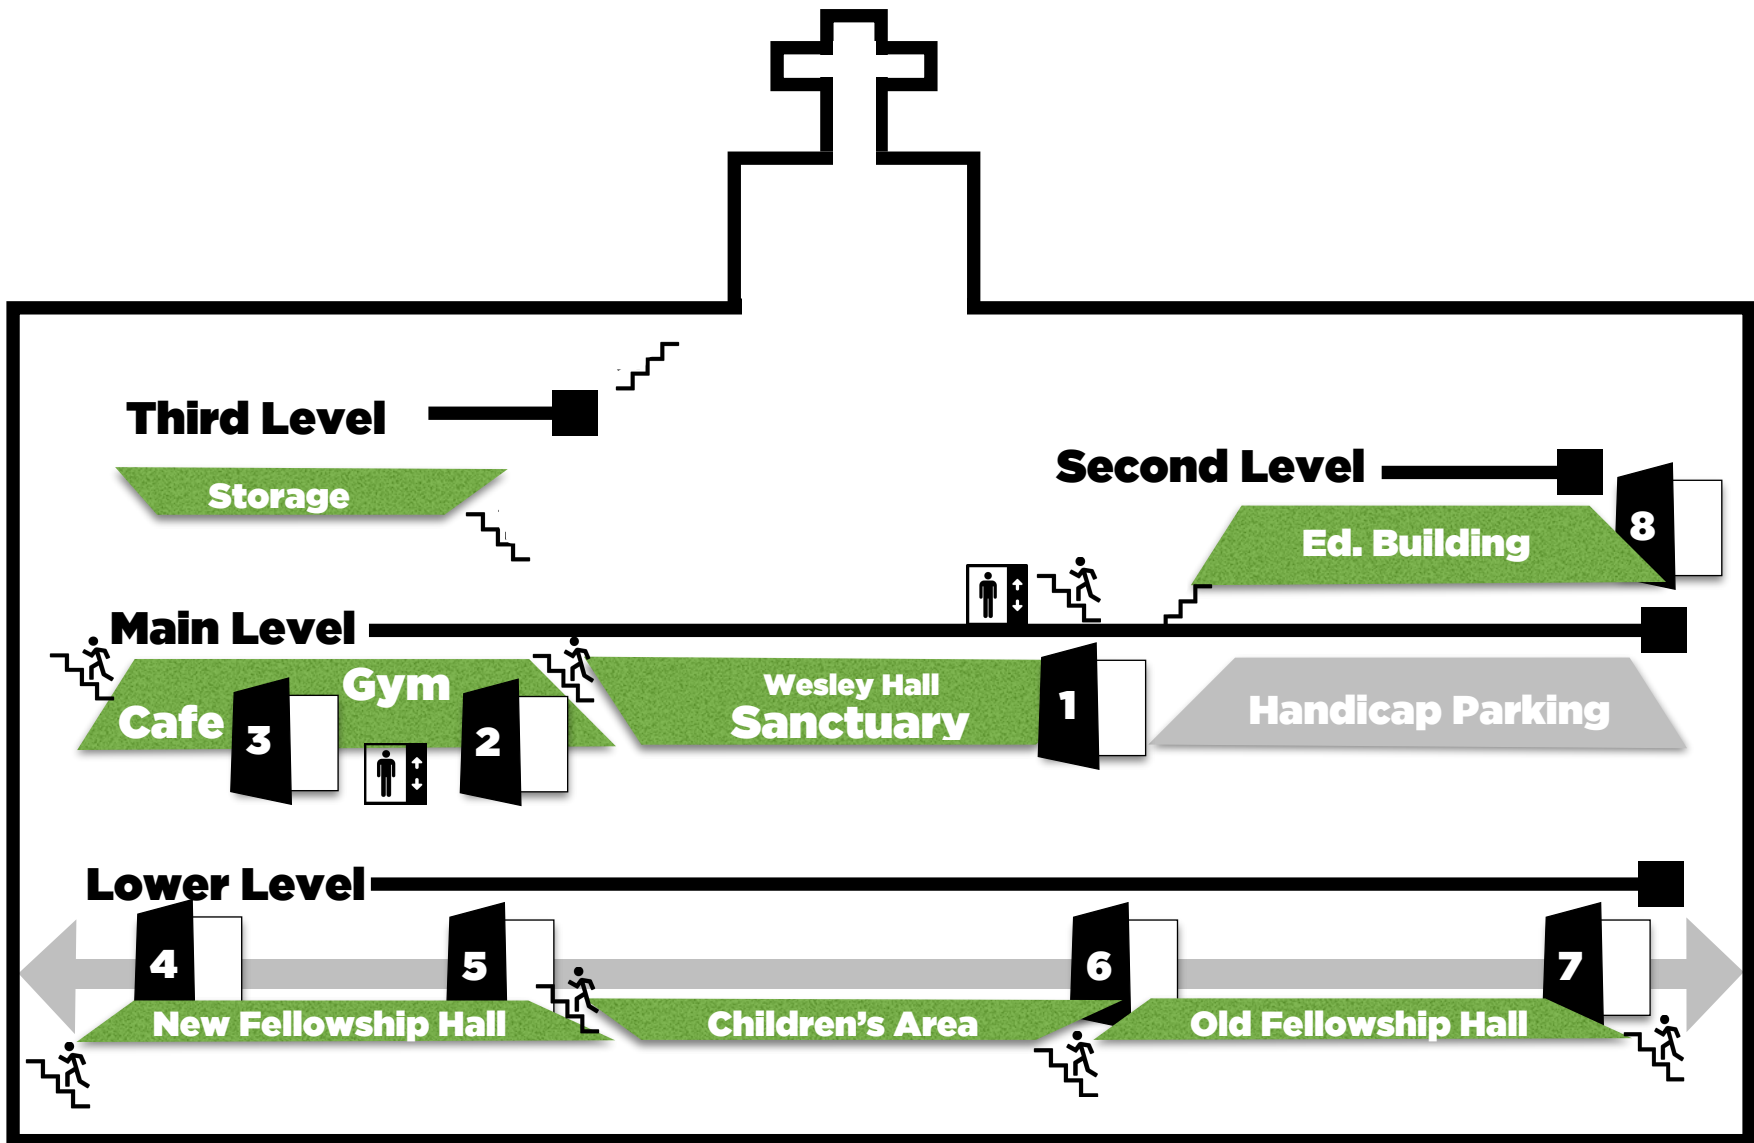 Third Level
Storage
Second Level
Ed. Building
8
Main Level
Gym
Cafe
3
2
Wesley Hall
Sanctuary
1
Handicap Parking
Lower Level
4
5
6
7
New Fellowship Hall
Children's Area
Old Fellowship Hall